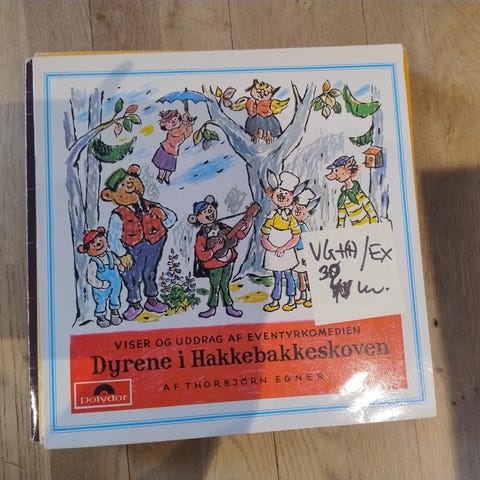 VG+(+)/EX
30
kr.
VISER OG UDDRAG AF EVENTYRKOMEDIEN
Dyrene i Hakkebakkeskoven
AF THORBJØRN EGNER
Polydor